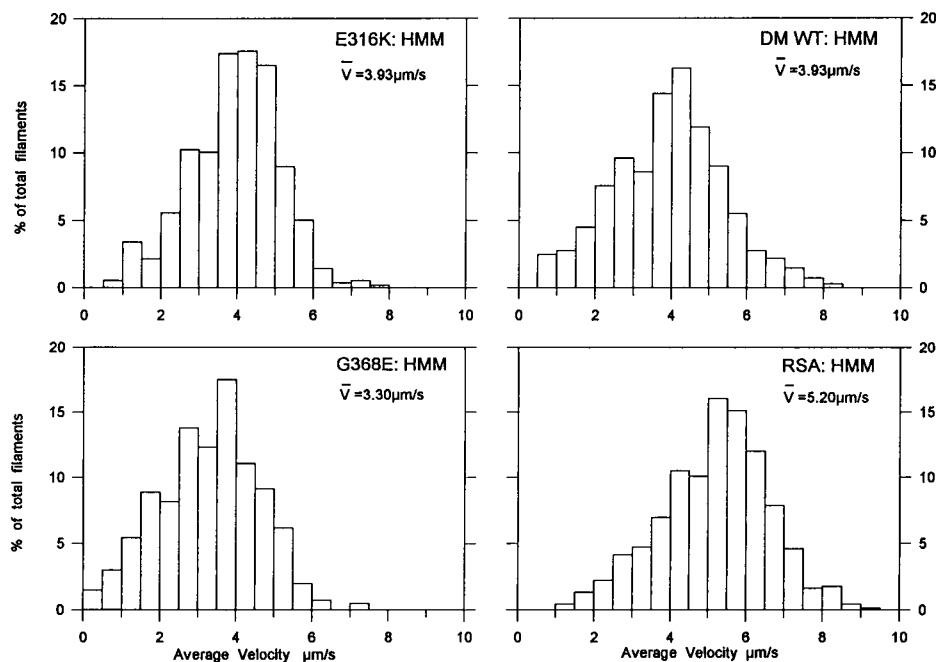 E316K: HMM
V̄ =3.93µm/s
% of total filaments
20
15
10
5
0
0 2 4 6 8 10
DM WT: HMM
V̄ =3.93µm/s
20
15
10
5
0
0 2 4 6 8 10
G368E: HMM
V̄ =3.30µm/s
% of total filaments
20
15
10
5
0
0 2 4 6 8 10
Average Velocity µm/s
RSA: HMM
V̄ =5.20µm/s
20
15
10
5
0
0 2 4 6 8 10
Average Velocity µm/s